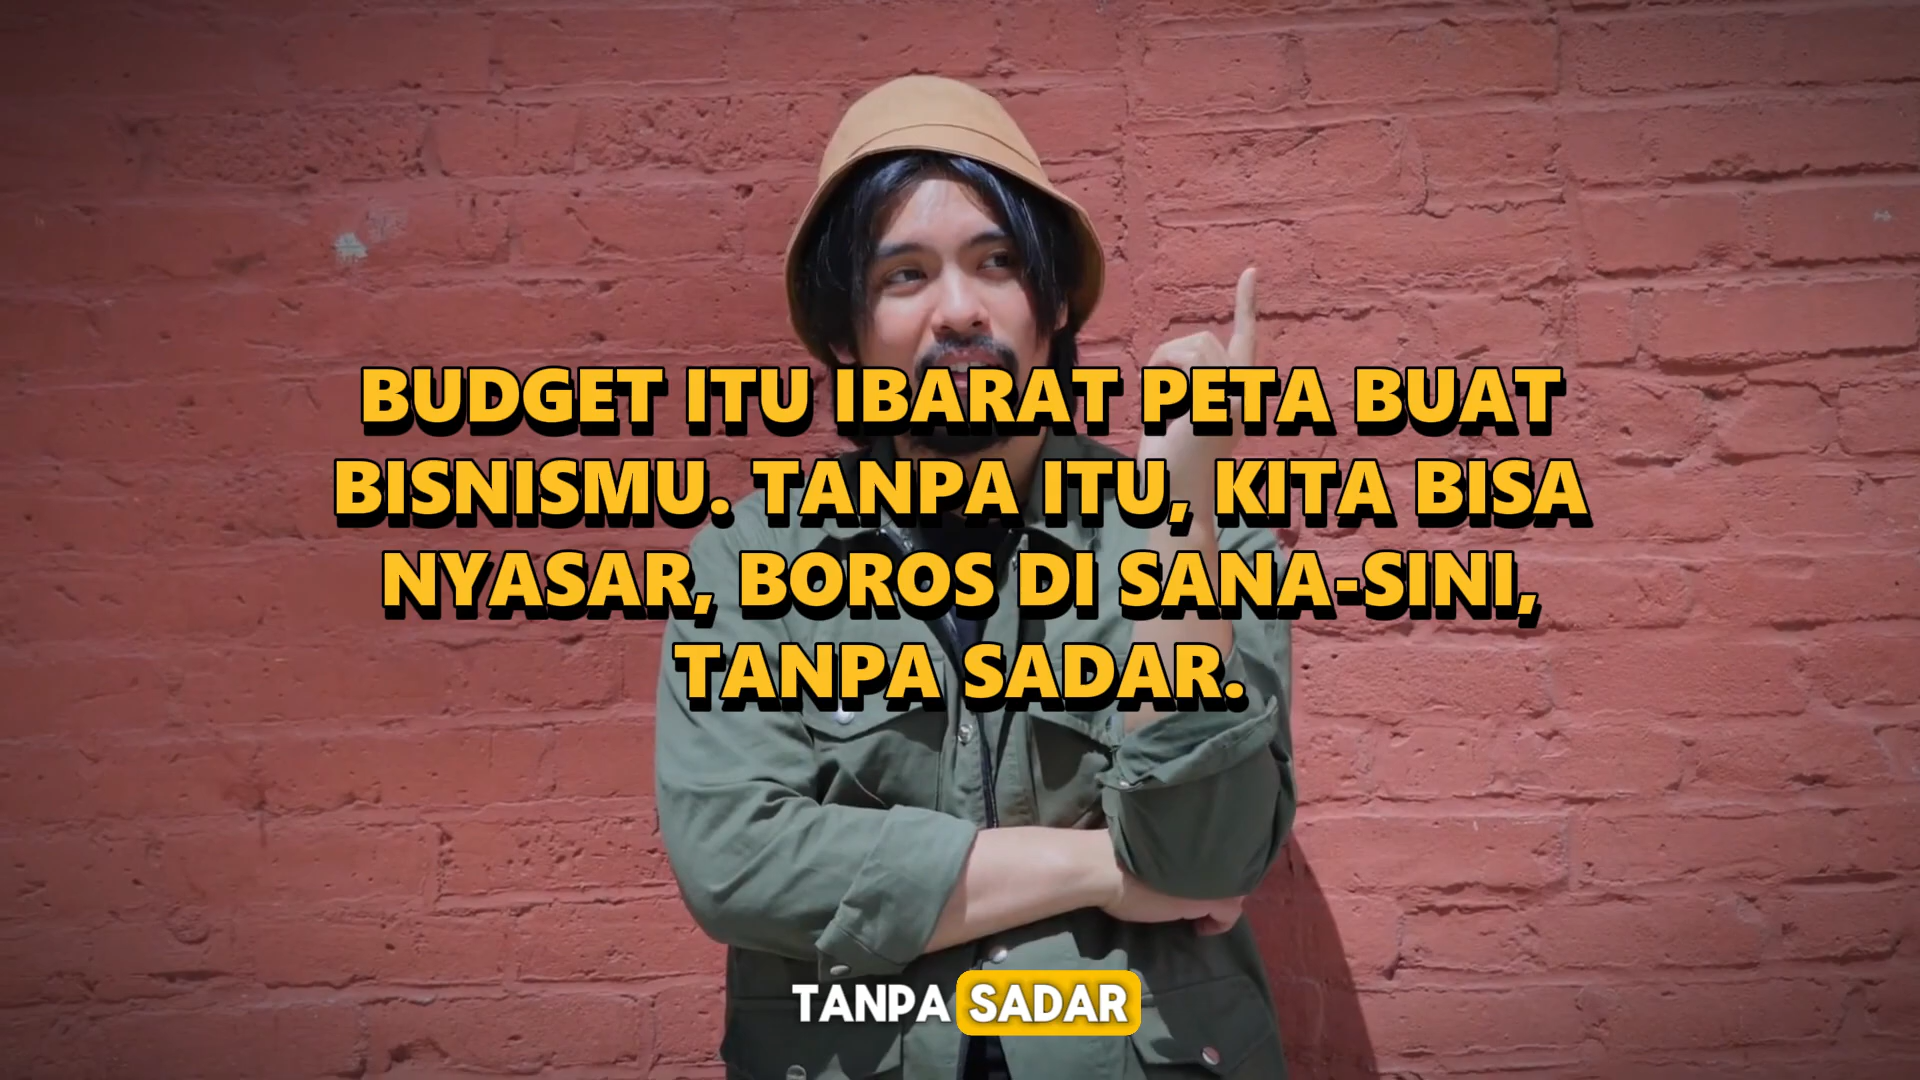 BUDGET ITU IBARAT PETA BUAT
BISNISMU. TANPA ITU, KITA BISA
NYASAR, BOROS DI SANA-SINI,
TANPA SADAR.
TANPA SADAR